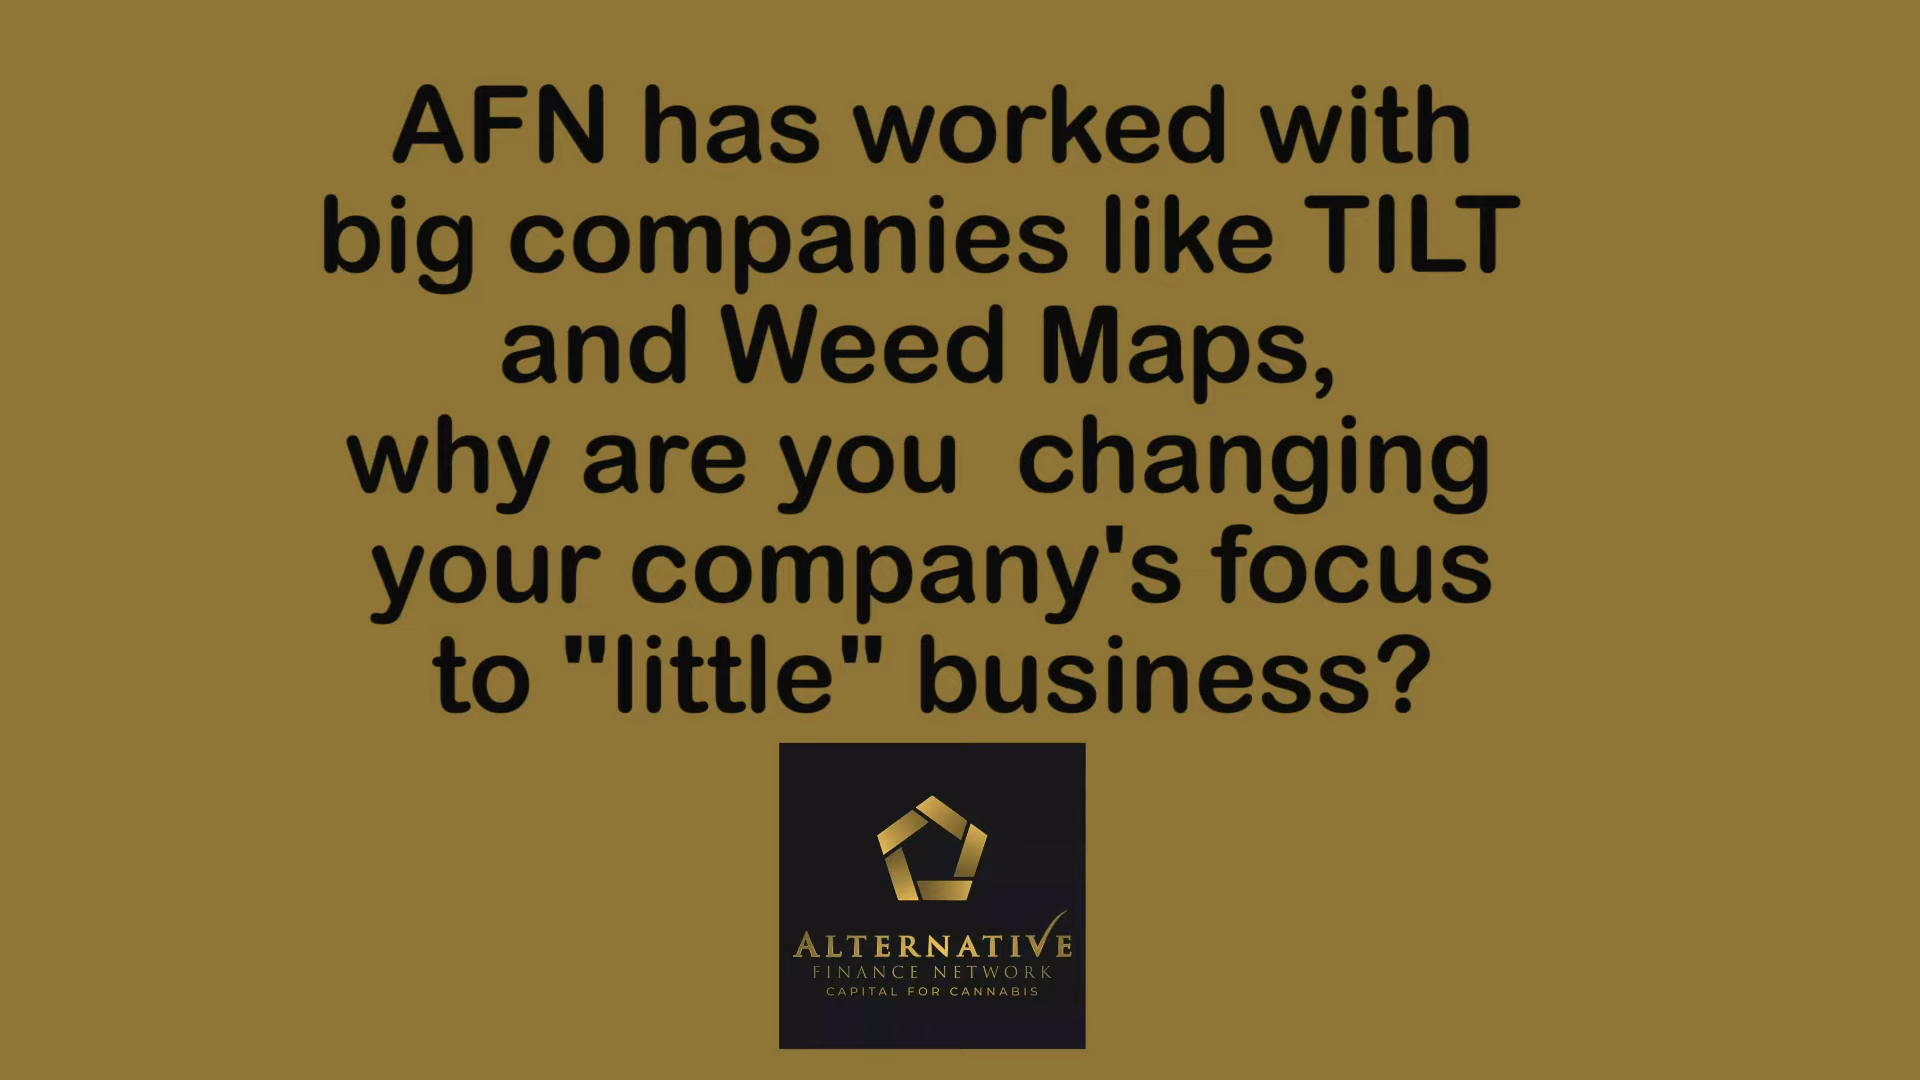 AFN has worked with
big companies like TILT
and Weed Maps,
why are you  changing
your company's focus
to "little" business?
ALTERNATIVE
FINANCE NETWORK
CAPITAL FOR CANNABIS